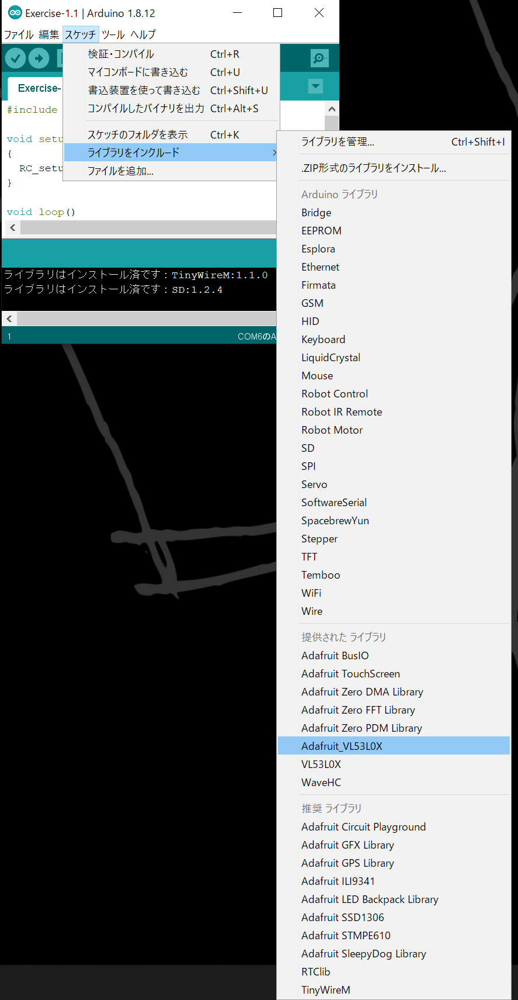 Exercise-1.1 | Arduino 1.8.12
ファイル 編集 スケッチ ツール ヘルプ
検証・コンパイル Ctrl+R
マイコンボードに書き込む Ctrl+U
書込装置を使って書き込む Ctrl+Shift+U
コンパイルしたバイナリを出力 Ctrl+Alt+S
スケッチのフォルダを表示 Ctrl+K
ライブラリをインクルード
ファイルを追加...
Exercise-
#include
void setu
{
RC_setu
}
void loop()
ライブラリはインストール済です：TinyWireM:1.1.0
ライブラリはインストール済です：SD:1.2.4
1 COM6のA
ライブラリを管理... Ctrl+Shift+I
.ZIP形式のライブラリをインストール...
Arduino ライブラリ
Bridge
EEPROM
Esplora
Ethernet
Firmata
GSM
HID
Keyboard
LiquidCrystal
Mouse
Robot Control
Robot IR Remote
Robot Motor
SD
SPI
Servo
SoftwareSerial
SpacebrewYun
Stepper
TFT
Temboo
WiFi
Wire
提供された ライブラリ
Adafruit BusIO
Adafruit TouchScreen
Adafruit Zero DMA Library
Adafruit Zero FFT Library
Adafruit Zero PDM Library
Adafruit_VL53L0X
VL53L0X
WaveHC
推奨 ライブラリ
Adafruit Circuit Playground
Adafruit GFX Library
Adafruit GPS Library
Adafruit ILI9341
Adafruit LED Backpack Library
Adafruit SSD1306
Adafruit STMPE610
Adafruit SleepyDog Library
RTClib
TinyWireM